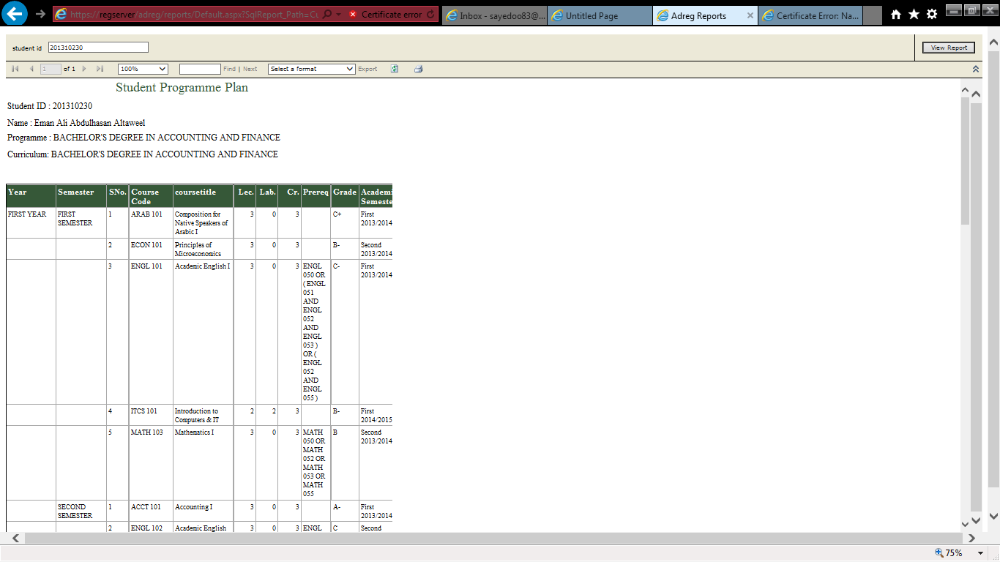 https://regserver/adreg/reports/Default.aspx?SqlReport_Path=Cu Certificate error Inbox - sayedoo83@... Untitled Page Adreg Reports Certificate Error: Na...
student id 201310230 View Report
1 of 1 100% Find | Next Select a format Export
Student Programme Plan
Student ID : 201310230
Name : Eman Ali Abdulhasan Altaweel
Programme : BACHELOR'S DEGREE IN ACCOUNTING AND FINANCE
Curriculum: BACHELOR'S DEGREE IN ACCOUNTING AND FINANCE
Year Semester SNo. Course coursetitle Lec. Lab. Cr. Prereq Grade Academi
Code Semeste
FIRST YEAR FIRST 1 ARAB 101 Composition for 3 0 3 C+ First
SEMESTER Native Speakers of 2013/2014
Arabic I
2 ECON 101 Principles of 3 0 3 B- Second
Microeconomics 2013/2014
3 ENGL 101 Academic English I 3 0 3 ENGL C- First
050 OR 2013/2014
( ENGL
051
AND
ENGL
052
AND
ENGL
053 )
OR (
ENGL
052
AND
ENGL
055 )
4 ITCS 101 Introduction to 2 2 3 B- First
Computers & IT 2014/2015
5 MATH 103 Mathematics I 3 0 3 MATH B Second
050 OR 2013/2014
MATH
052 OR
MATH
053 OR
MATH
055
SECOND 1 ACCT 101 Accounting I 3 0 3 A- First
SEMESTER 2013/2014
2 ENGL 102 Academic English 3 0 3 ENGL C Second
75%